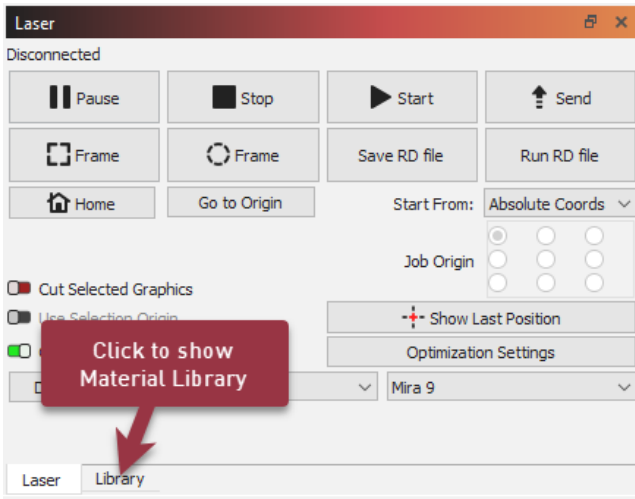 Laser
Disconnected
Pause
Stop
Start
Send
Frame
Frame
Save RD file
Run RD file
Home
Go to Origin
Start From:
Absolute Coords
Job Origin
Cut Selected Graphics
Use Selection Origin
Show Last Position
Click to show
Material Library
Optimization Settings
Mira 9
Laser
Library